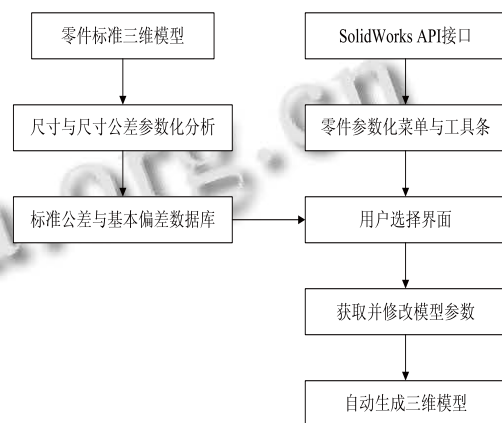 零件标准三维模型
SolidWorks API接口
尺寸与尺寸公差参数化分析
零件参数化菜单与工具条
标准公差与基本偏差数据库
用户选择界面
获取并修改模型参数
自动生成三维模型
.org.cn